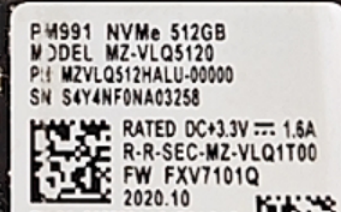 PM991 NVMe 512GB
MODEL MZ-VLQ5120
PN MZVLQ512HALU-00000
SN S4Y4NF0NA03258
RATED DC+3.3V ⎓ 1.6A
R-R-SEC-MZ-VLQ1T00
FW FXV7101Q
2020.10